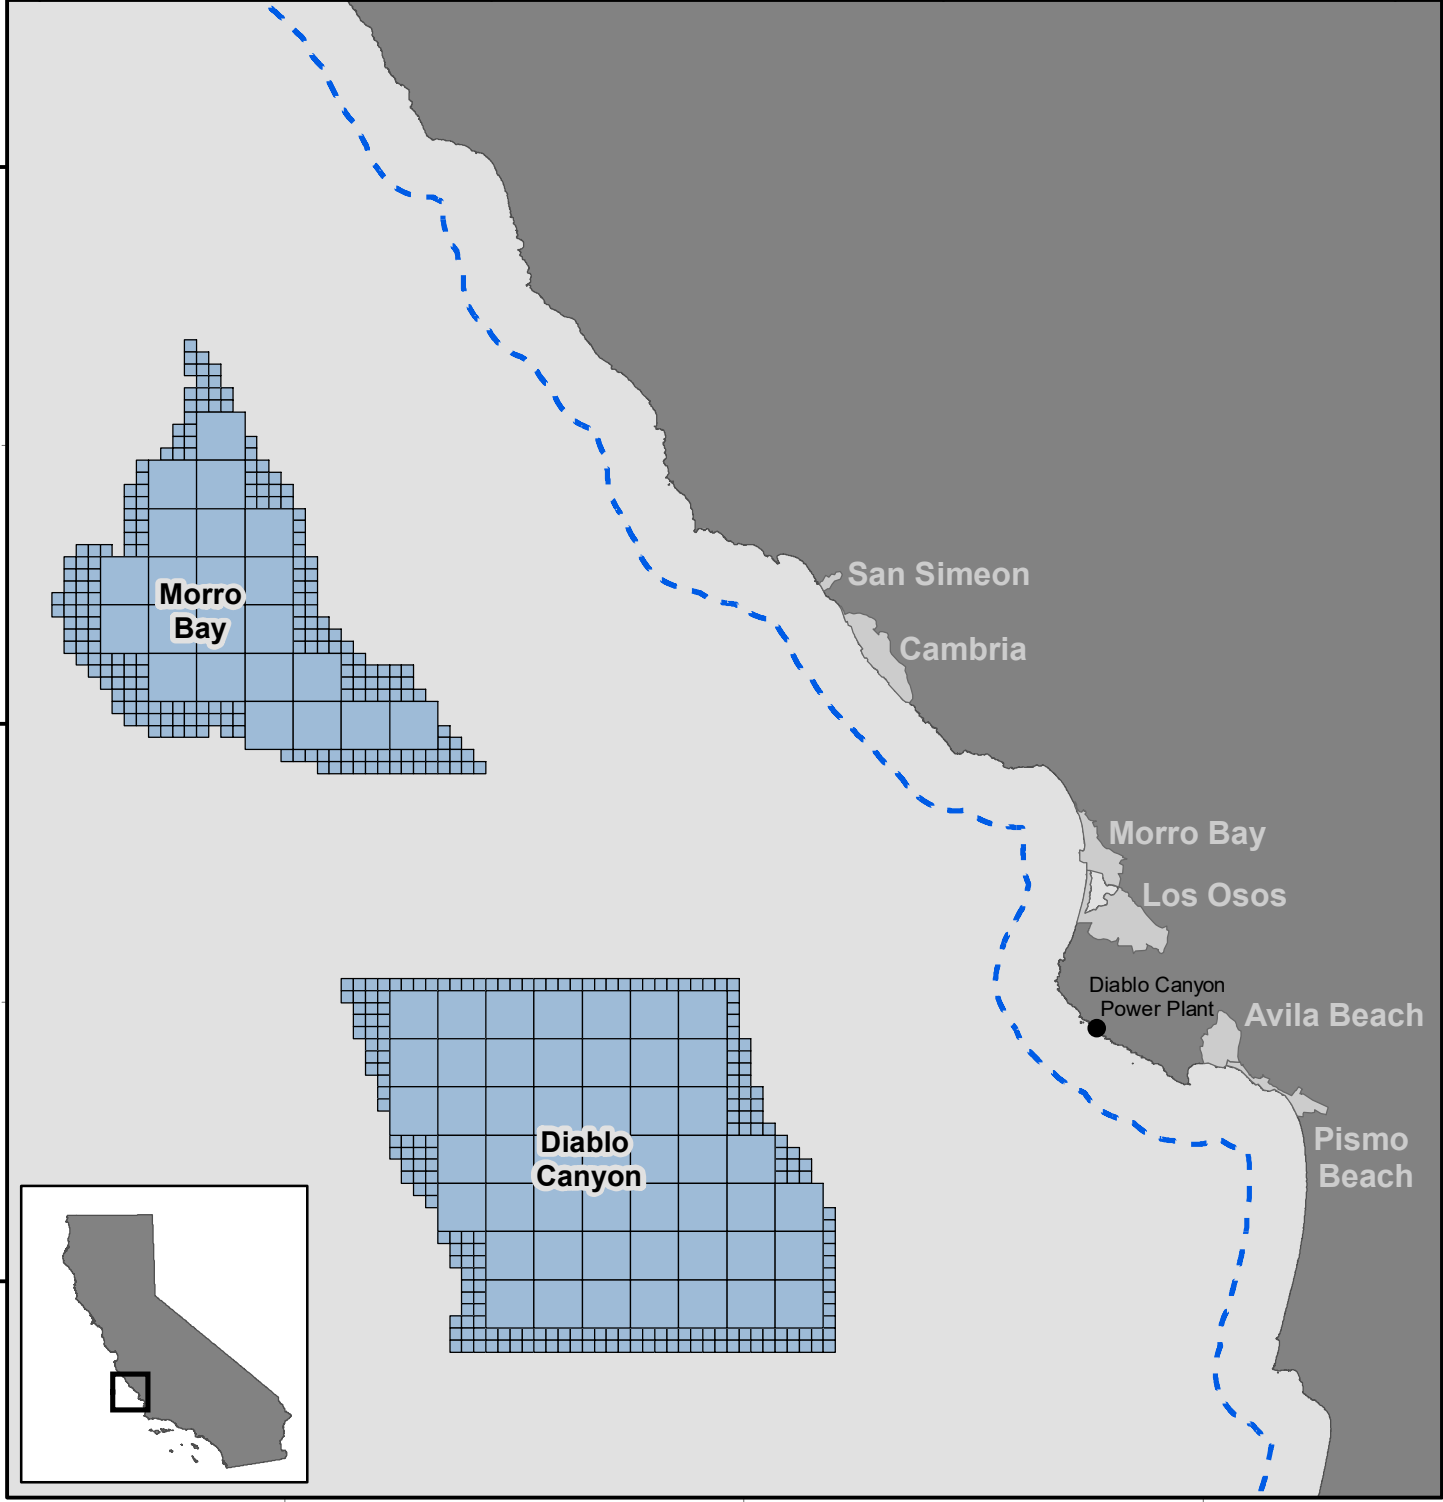 San Simeon
Morro
Bay
Cambria
Morro Bay
Los Osos
Diablo Canyon
Power Plant
Avila Beach
Diablo
Canyon
Pismo
Beach